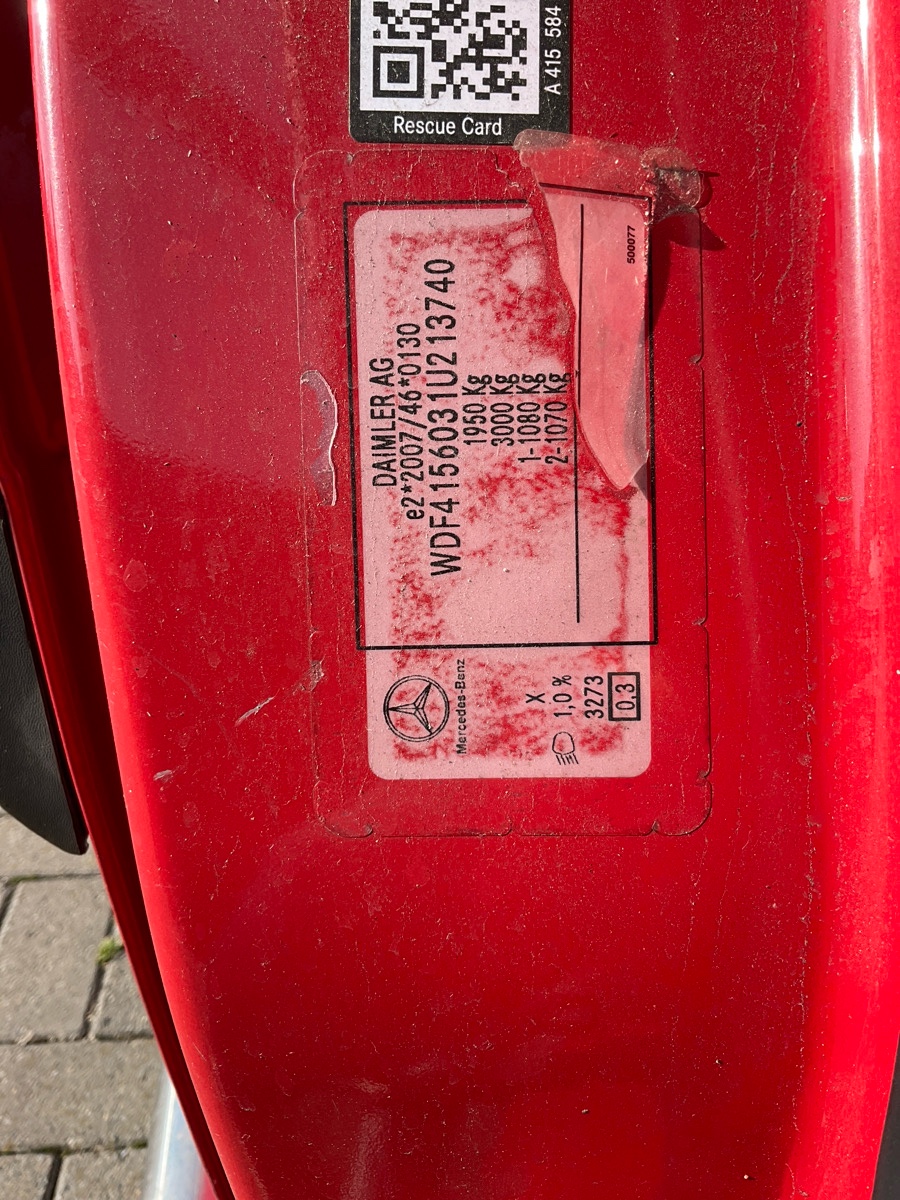 A 415 584
Rescue Card
500077
DAIMLER AG
e2*2007/46*0130
WDF4156031U213740
1950 Kg
3000 Kg
1- 1080 Kg
2- 1070 Kg
Mercedes-Benz
X
1,0 %
3273
0.3